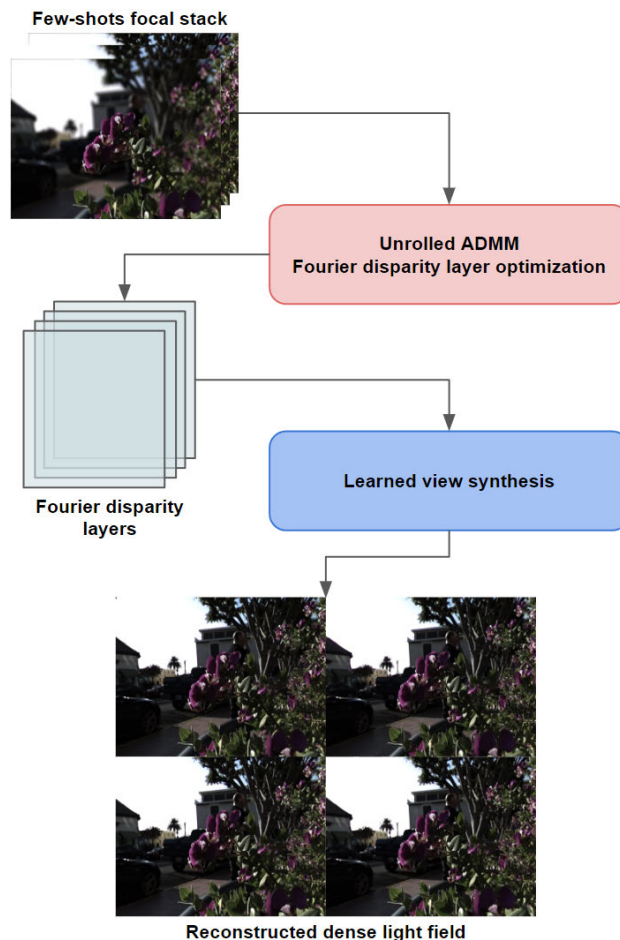 Few-shots focal stack
Unrolled ADMM
Fourier disparity layer optimization
Fourier disparity
layers
Learned view synthesis
Reconstructed dense light field